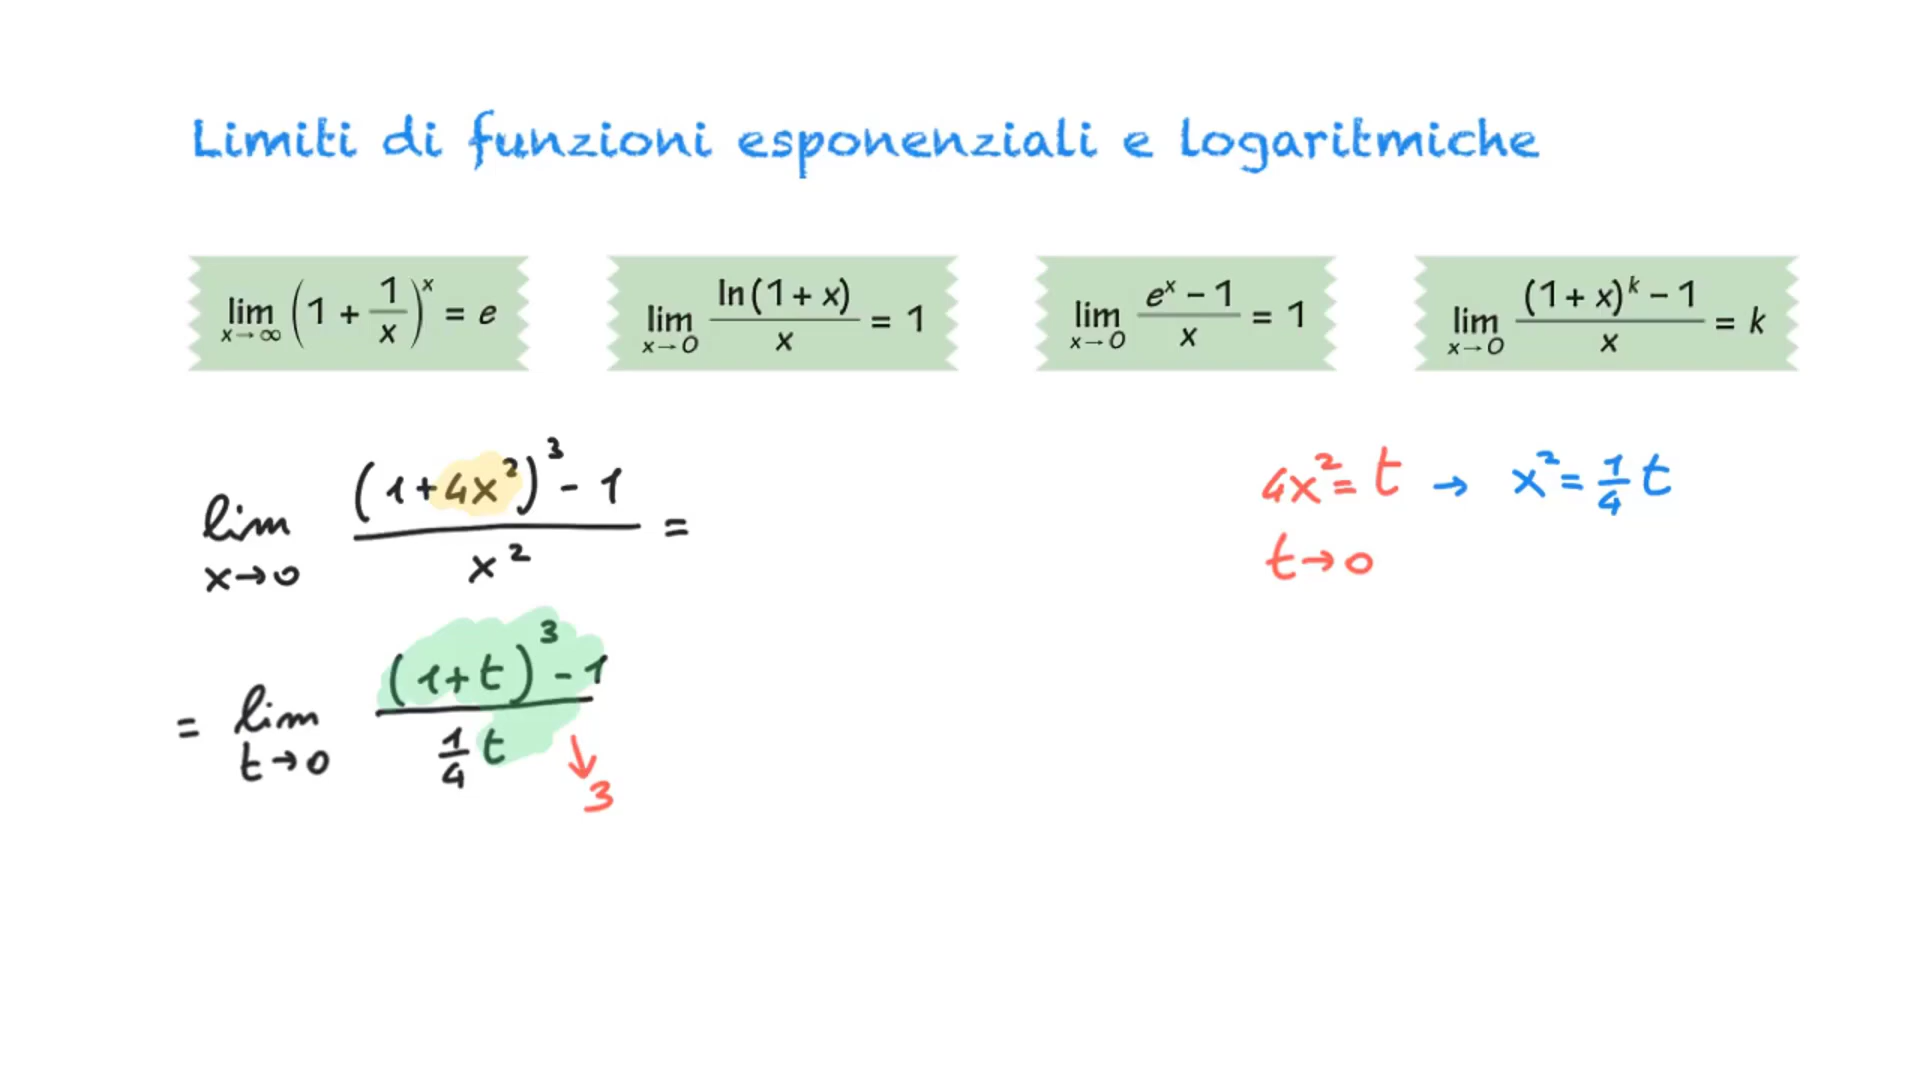 Limiti di funzioni esponenziali e logaritmiche
lim x→∞ (1 + 1/x)^x = e
lim x→0 ln(1 + x)/x = 1
lim x→0 (e^x − 1)/x = 1
lim x→0 ((1 + x)^k − 1)/x = k
lim x→0 ((1+4x²)³ − 1)/x² =
4x² = t → x² = 1/4 t
t→0
= lim t→0 ((1+t)³ − 1)/(1/4 t)
↓
3